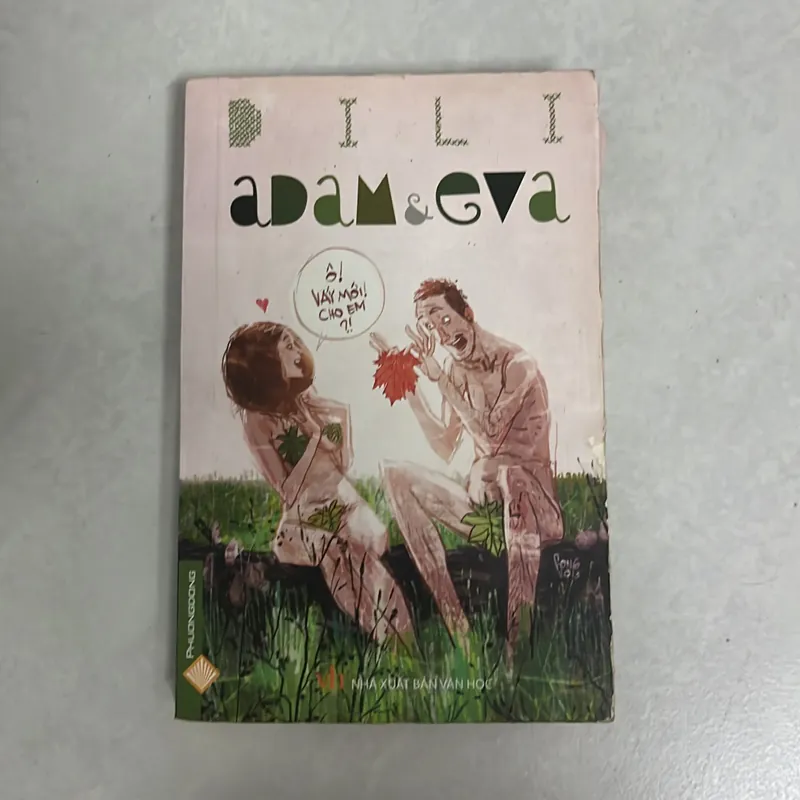 DILI
aDam & eva
Ô!
VÁY MỚI!
CHO EM
?!
PHUONGDONG
NHÀ XUẤT BẢN VĂN HỌC